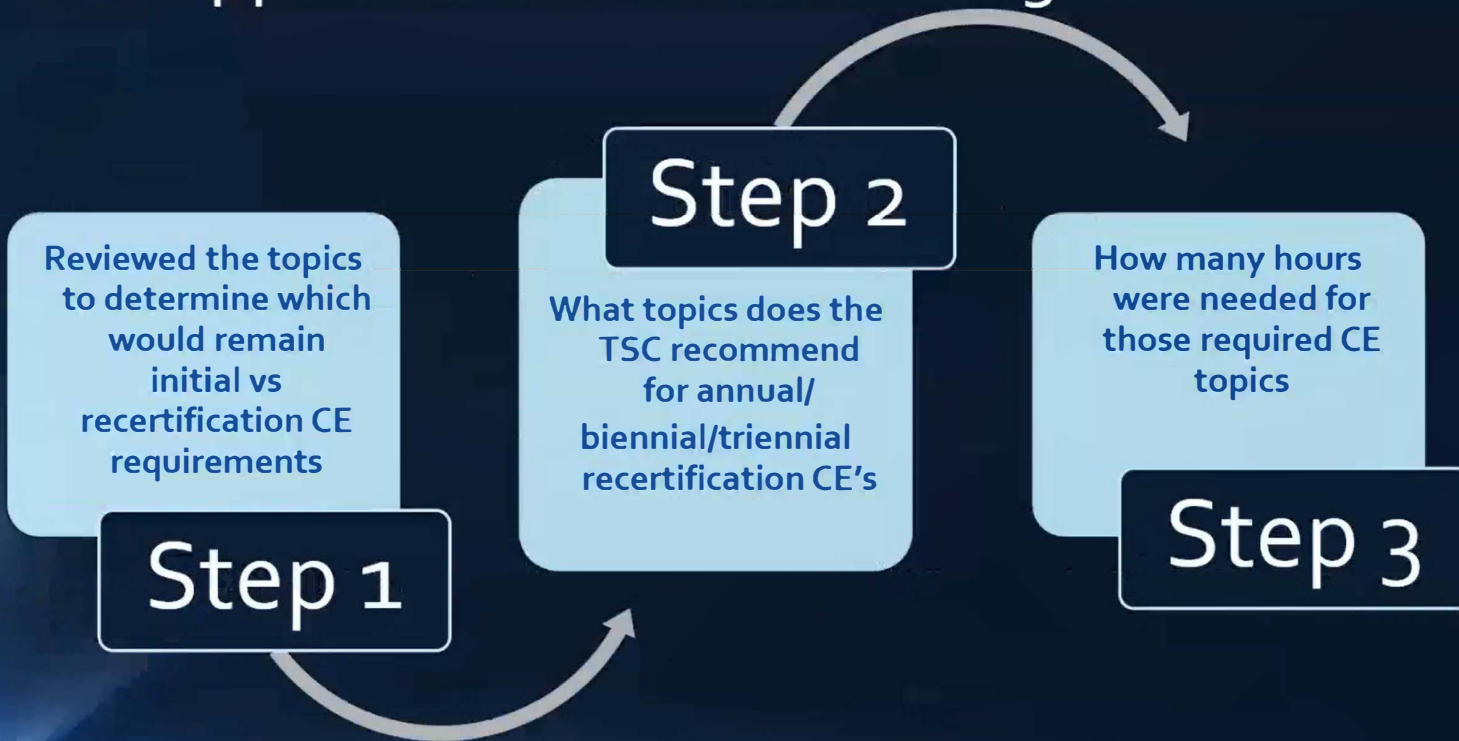 Reviewed the topics
to determine which
would remain
initial vs
recertification CE
requirements
Step 1
Step 2
What topics does the
TSC recommend
for annual/
biennial/triennial
recertification CE's
How many hours
were needed for
those required CE
topics
Step 3